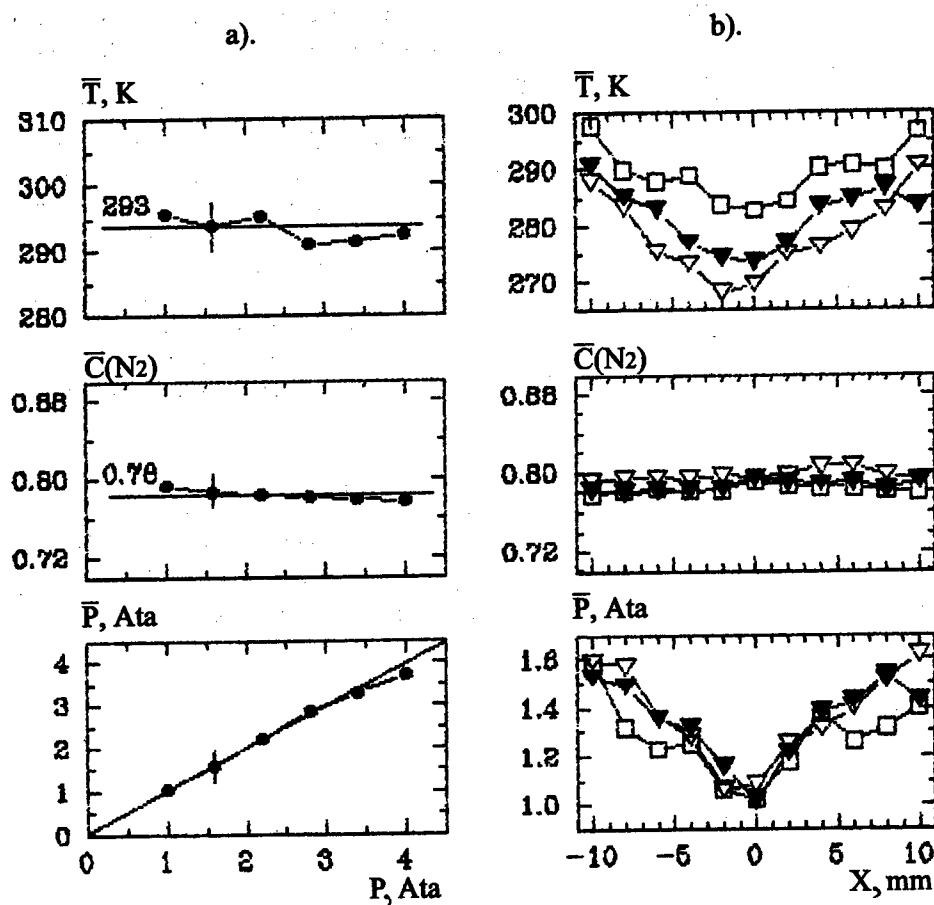 a).
b).
T̅, K
310
300
290
280
293
C̅(N2)
0.88
0.80
0.72
0.78
P̅, Ata
4
3
2
1
0
0 1 2 3 4
P, Ata
T̅, K
300
290
280
270
C̅(N2)
0.88
0.80
0.72
P̅, Ata
1.6
1.4
1.2
1.0
-10 -5 0 5 10
X, mm